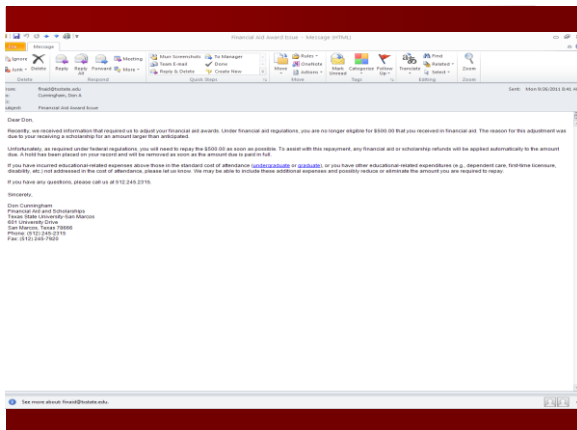 Financial Aid Award Issue - Message (HTML)
File Message
Ignore
Junk Delete
Reply Reply All Forward
Meeting
More
Move Screenshots To Manager
Team E-mail Done
Reply & Delete Create New
Move
Rules
OneNote
Actions
Mark Unread Categories Follow Up
Translate
Find
Related
Select
Zoom
Delete Respond Quick Steps Move Tags Editing Zoom
finaid@txstate.edu
Cunningham, Don A
Financial Aid Award Issue
Dear Don,
Recently, we received information that required us to adjust your financial aid awards. Under financial aid regulations, you are no longer eligible for $500.00 that you received in financial aid. The reason for this adjustment was
due to your receiving a scholarship for an amount larger than anticipated.
Unfortunately, as required under federal regulations, you will need to repay the $500.00 as soon as possible. To assist with this repayment, any financial aid or scholarship refunds will be applied automatically to the amount
due. A hold has been placed on your record and will be removed as soon as the amount due is paid in full.
If you have incurred educational-related expenses above those in the standard cost of attendance (undergraduate or graduate), or you have other educational-related expenditures (e.g., dependent care, first-time licensure,
disability, etc.) not addressed in the cost of attendance, please let us know. We may be able to include these additional expenses and possibly reduce or eliminate the amount you are required to repay.
If you have any questions, please call us at 512.245.2315.
Sincerely,
Don Cunningham
Financial Aid and Scholarships
Texas State University-San Marcos
601 University Drive
San Marcos, Texas 78666
Phone: (512) 245-2315
Fax: (512) 245-7920
See more about: finaid@txstate.edu.